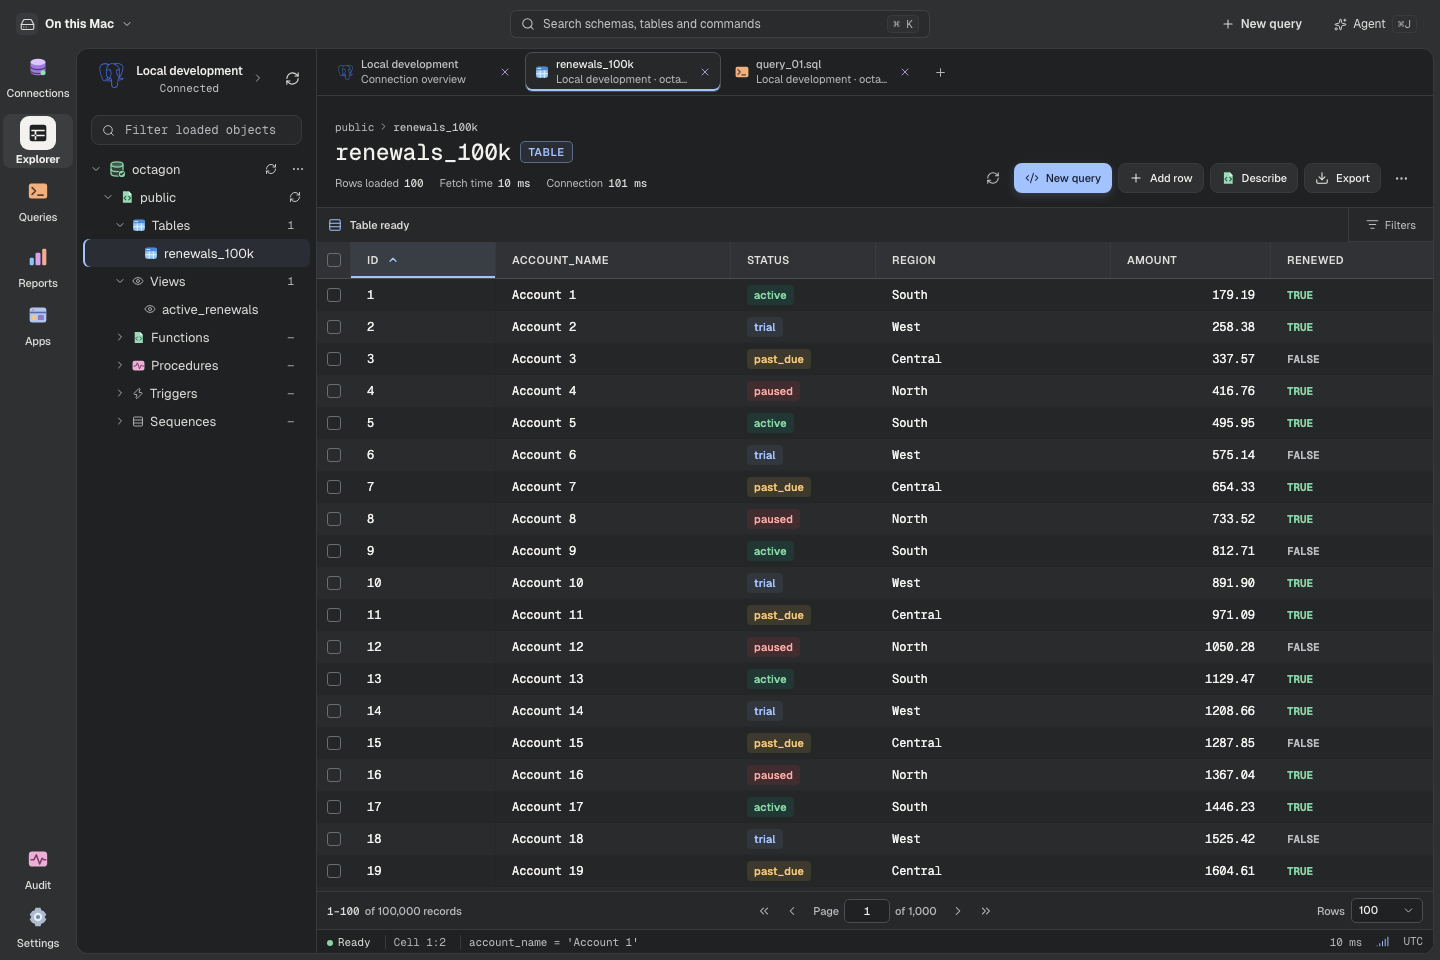 On this Mac
Search schemas, tables and commands
⌘ K
New query
Agent
⌘J
Connections
Explorer
Queries
Reports
Apps
Audit
Settings
Local development
Connected
Filter loaded objects
octagon
public
Tables 1
renewals_100k
Views 1
active_renewals
Functions –
Procedures –
Triggers –
Sequences –
Local development
Connection overview
renewals_100k
Local development · octa...
query_01.sql
Local development · octa...
public > renewals_100k
renewals_100k TABLE
Rows loaded 100 Fetch time 10 ms Connection 101 ms
New query Add row Describe Export
Table ready
Filters
ID ACCOUNT_NAME STATUS REGION AMOUNT RENEWED
1 Account 1 active South 179.19 TRUE
2 Account 2 trial West 258.38 TRUE
3 Account 3 past_due Central 337.57 FALSE
4 Account 4 paused North 416.76 TRUE
5 Account 5 active South 495.95 TRUE
6 Account 6 trial West 575.14 FALSE
7 Account 7 past_due Central 654.33 TRUE
8 Account 8 paused North 733.52 TRUE
9 Account 9 active South 812.71 FALSE
10 Account 10 trial West 891.90 TRUE
11 Account 11 past_due Central 971.09 TRUE
12 Account 12 paused North 1050.28 FALSE
13 Account 13 active South 1129.47 TRUE
14 Account 14 trial West 1208.66 TRUE
15 Account 15 past_due Central 1287.85 FALSE
16 Account 16 paused North 1367.04 TRUE
17 Account 17 active South 1446.23 TRUE
18 Account 18 trial West 1525.42 FALSE
19 Account 19 past_due Central 1604.61 TRUE
1–100 of 100,000 records
Page 1 of 1,000
Rows 100
Ready Cell 1:2 account_name = 'Account 1'
10 ms UTC